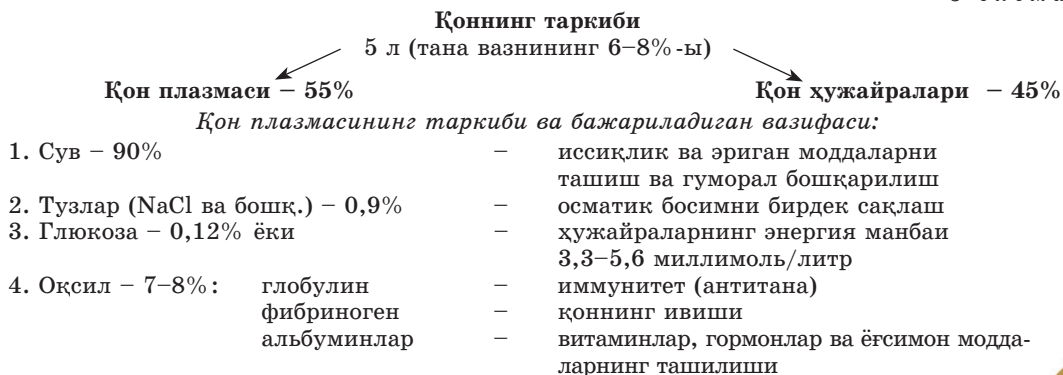 Қоннинг таркиби
5 л (тана вазнининг 6–8%-ы)
Қон плазмаси – 55% Қон ҳужайралари – 45%
Қон плазмасининг таркиби ва бажариладиган вазифаси:
1. Сув – 90% – иссиқлик ва эриган моддаларни
ташиш ва гуморал бошқарилиш
2. Тузлар (NaCl ва бошқ.) – 0,9% – осматик босимни бирдек сақлаш
3. Глюкоза – 0,12% ёки – ҳужайраларнинг энергия манбаи
3,3–5,6 миллимоль/литр
4. Оқсил – 7–8%: глобулин – иммунитет (антитана)
фибриноген – қоннинг ивиши
альбуминлар – витаминлар, гормонлар ва ёғсимон модда-
ларнинг ташилиши